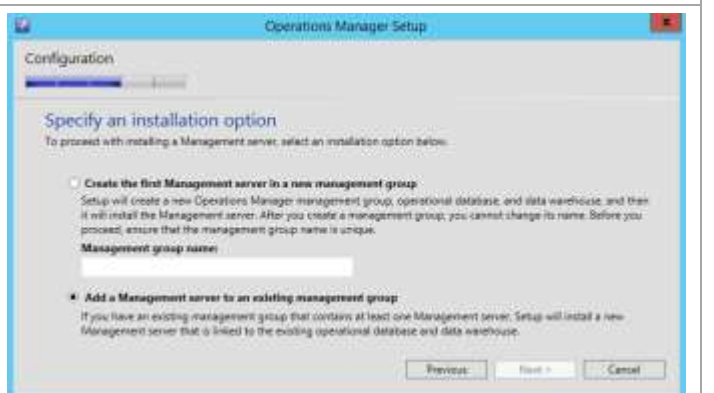 Operations Manager Setup
Configuration
Specify an installation option
To proceed with installing a Management server, select an installation option below.
Create the first Management server in a new management group
Setup will create a new Operations Manager management group, operational database, and data warehouse, and then
it will install the Management server. After you create a management group, you cannot change its name. Before you
proceed, ensure that the management group name is unique.
Management group name:
Add a Management server to an existing management group
If you have an existing management group that contains at least one Management server, Setup will install a new
Management server that is linked to the existing operational database and data warehouse.
Previous
Next >
Cancel